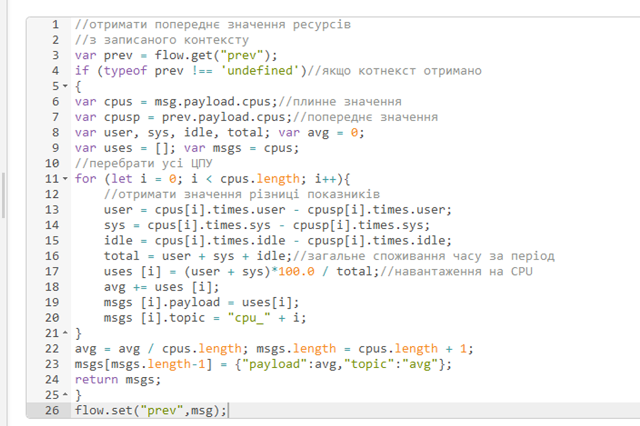 1 //отримати попереднє значення ресурсів
2 //з записаного контексту
3 var prev = flow.get("prev");
4 if (typeof prev !== 'undefined')//якщо котнекст отримано
5 {
6 var cpus = msg.payload.cpus;//плинне значення
7 var cpusp = prev.payload.cpus;//попереднє значення
8 var user, sys, idle, total; var avg = 0;
9 var uses = []; var msgs = cpus;
10 //перебрати усі ЦПУ
11 for (let i = 0; i < cpus.length; i++){
12 //отримати значення різниці показників
13 user = cpus[i].times.user - cpusp[i].times.user;
14 sys = cpus[i].times.sys - cpusp[i].times.sys;
15 idle = cpus[i].times.idle - cpusp[i].times.idle;
16 total = user + sys + idle;//загальне споживання часу за період
17 uses [i] = (user + sys)*100.0 / total;//навантаження на CPU
18 avg += uses [i];
19 msgs [i].payload = uses[i];
20 msgs [i].topic = "cpu_" + i;
21 }
22 avg = avg / cpus.length; msgs.length = cpus.length + 1;
23 msgs[msgs.length-1] = {"payload":avg,"topic":"avg"};
24 return msgs;
25 }
26 flow.set("prev",msg);